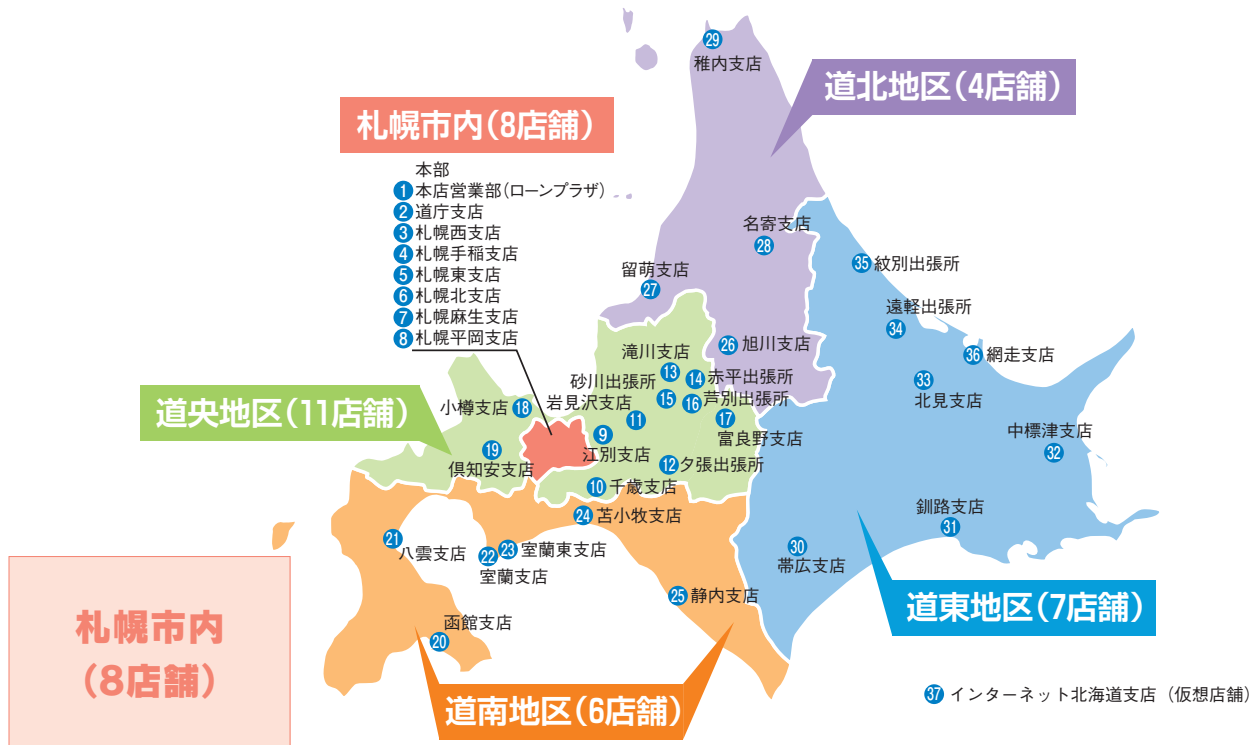 29
稚内支店
道北地区(4店舗)
札幌市内(8店舗)
本部
1 本店営業部(ローンプラザ)
2 道庁支店
3 札幌西支店
4 札幌手稲支店
5 札幌東支店
6 札幌北支店
7 札幌麻生支店
8 札幌平岡支店
名寄支店
28
留萌支店
27
26 旭川支店
35 紋別出張所
遠軽出張所
34
36 網走支店
33
北見支店
中標津支店
32
釧路支店
31
30
帯広支店
道東地区(7店舗)
滝川支店
13
14 赤平出張所
砂川出張所
15
16 芦別出張所
岩見沢支店
11
17
富良野支店
9
江別支店
12 夕張出張所
10 千歳支店
道央地区(11店舗)
小樽支店 18
19
倶知安支店
24 苫小牧支店
21
八雲支店
23 室蘭東支店
22
室蘭支店
25 静内支店
函館支店
20
道南地区(6店舗)
札幌市内
(8店舗)
37 インターネット北海道支店 (仮想店舗)